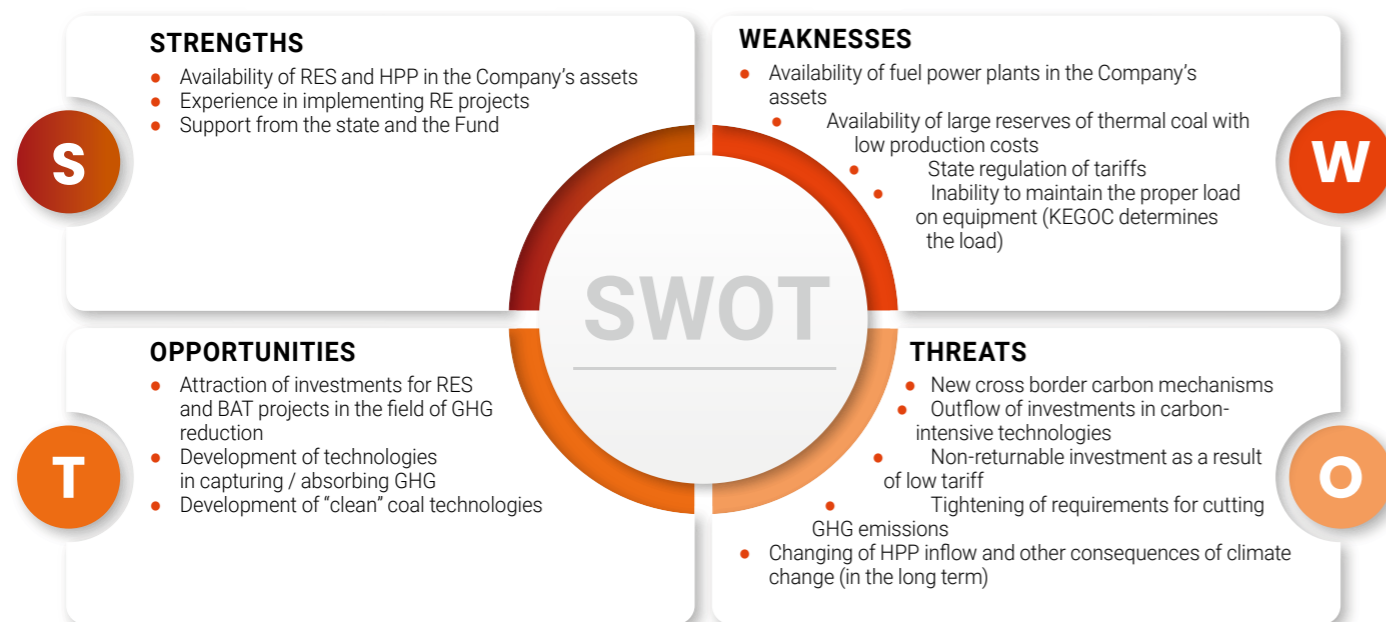 STRENGTHS
Availability of RES and HPP in the Company's assets
Experience in implementing RE projects
Support from the state and the Fund
S
WEAKNESSES
Availability of fuel power plants in the Company's
assets
Availability of large reserves of thermal coal with
low production costs
State regulation of tariffs
Inability to maintain the proper load
on equipment (KEGOC determines
the load)
W
SWOT
OPPORTUNITIES
Attraction of investments for RES
and BAT projects in the field of GHG
reduction
Development of technologies
in capturing / absorbing GHG
Development of “clean” coal technologies
T
THREATS
New cross border carbon mechanisms
Outflow of investments in carbon-
intensive technologies
Non-returnable investment as a result
of low tariff
Tightening of requirements for cutting
GHG emissions
Changing of HPP inflow and other consequences of climate
change (in the long term)
O